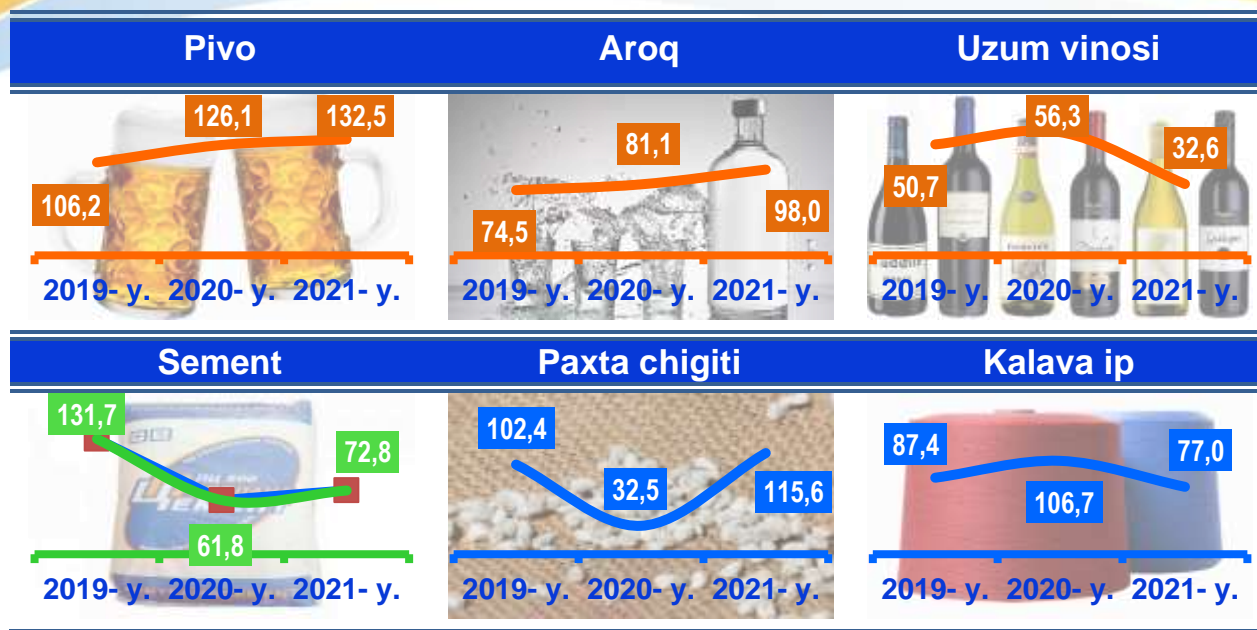 Pivo
Aroq
Uzum vinosi
126,1
132,5
106,2
2019- y. 2020- y. 2021- y.
81,1
74,5
98,0
2019- y. 2020- y. 2021- y.
56,3
32,6
50,7
2019- y. 2020- y. 2021- y.
Sement
Paxta chigiti
Kalava ip
131,7
72,8
61,8
2019- y. 2020- y. 2021- y.
102,4
32,5
115,6
2019- y. 2020- y. 2021- y.
87,4
77,0
106,7
2019- y. 2020- y. 2021- y.